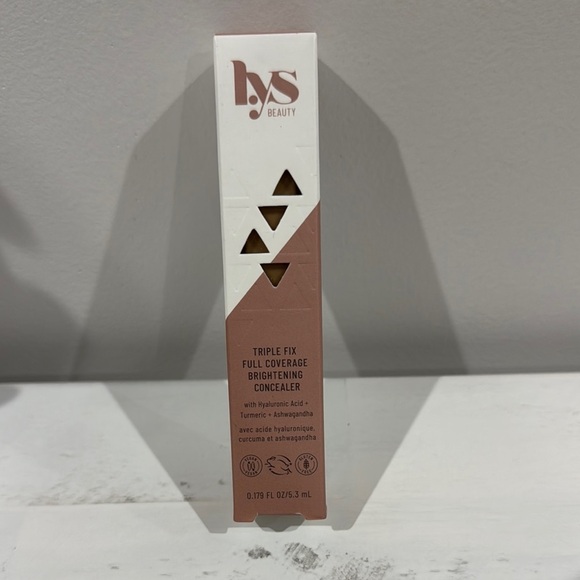 lys
BEAUTY
TRIPLE FIX
FULL COVERAGE
BRIGHTENING
CONCEALER
with Hyaluronic Acid +
Turmeric + Ashwagandha
avec acide hyaluronique,
curcuma et ashwagandha
0.179 FL OZ/5.3 mL